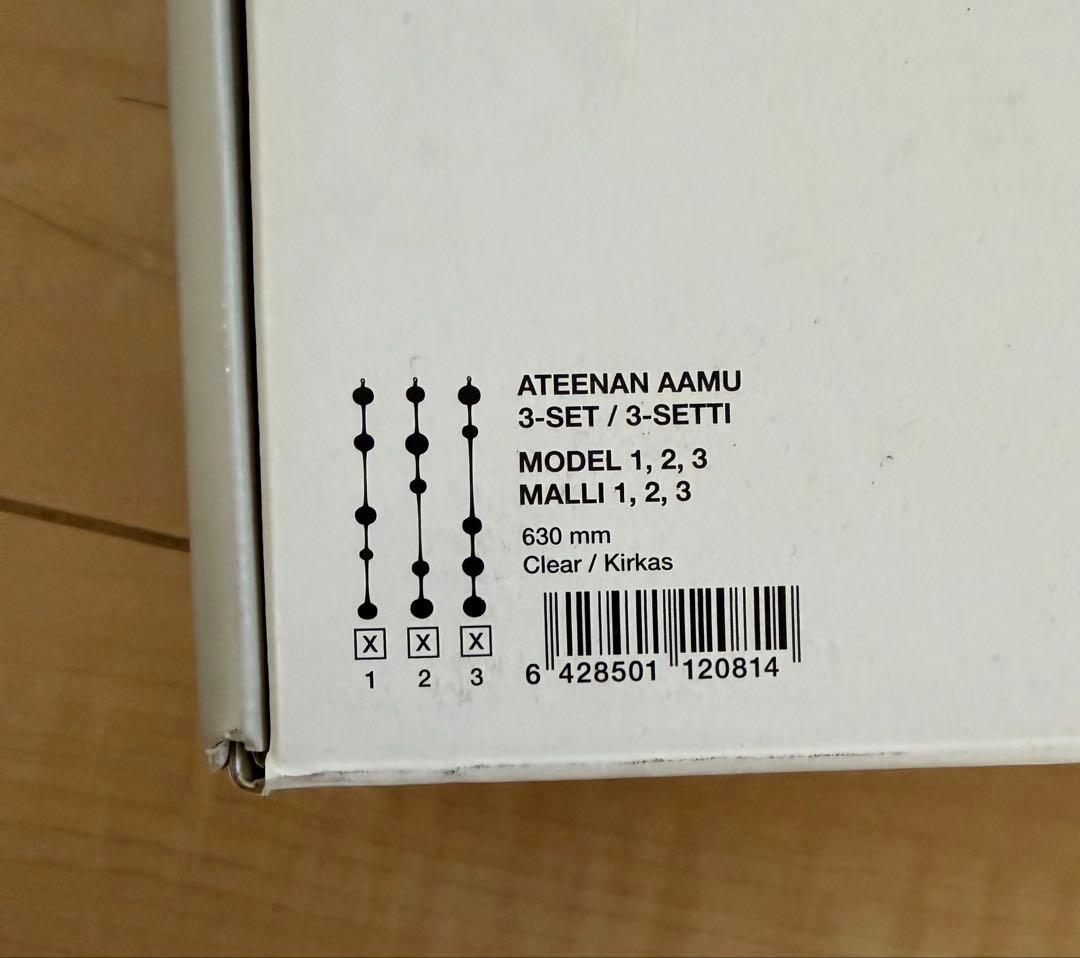 ATEENAN AAMU
3-SET / 3-SETTI
MODEL 1, 2, 3
MALLI 1, 2, 3
630 mm
Clear / Kirkas
X X X
1 2 3
6 428501 120814